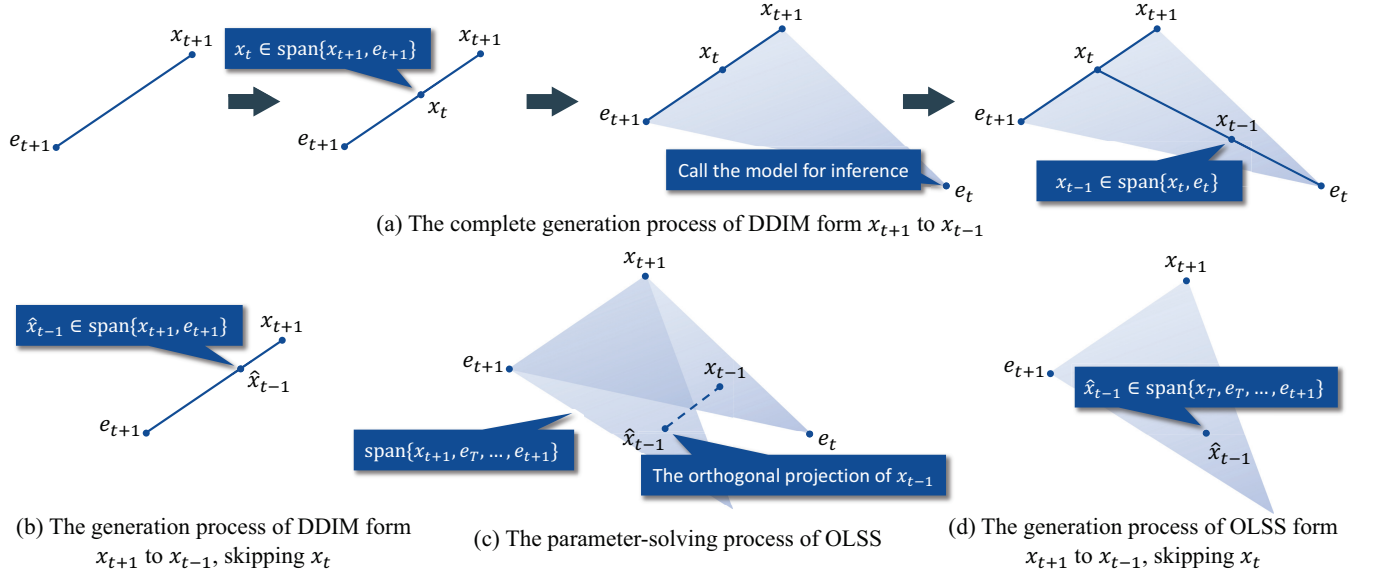 x_{t+1}
e_{t+1}
x_t ∈ span{x_{t+1}, e_{t+1}}
x_{t+1}
x_t
e_{t+1}
x_{t+1}
x_t
e_{t+1}
Call the model for inference
e_t
x_{t+1}
x_t
e_{t+1}
x_{t-1}
x_{t-1} ∈ span{x_t, e_t}
e_t
(a) The complete generation process of DDIM form x_{t+1} to x_{t-1}
x̂_{t-1} ∈ span{x_{t+1}, e_{t+1}}
x_{t+1}
x̂_{t-1}
e_{t+1}
(b) The generation process of DDIM form
x_{t+1} to x_{t-1}, skipping x_t
x_{t+1}
e_{t+1}
x_{t-1}
x̂_{t-1}
e_t
span{x_{t+1}, e_T, … , e_{t+1}}
The orthogonal projection of x_{t-1}
(c) The parameter-solving process of OLSS
x_{t+1}
e_{t+1}
x̂_{t-1} ∈ span{x_T, e_T, … , e_{t+1}}
x̂_{t-1}
(d) The generation process of OLSS form
x_{t+1} to x_{t-1}, skipping x_t